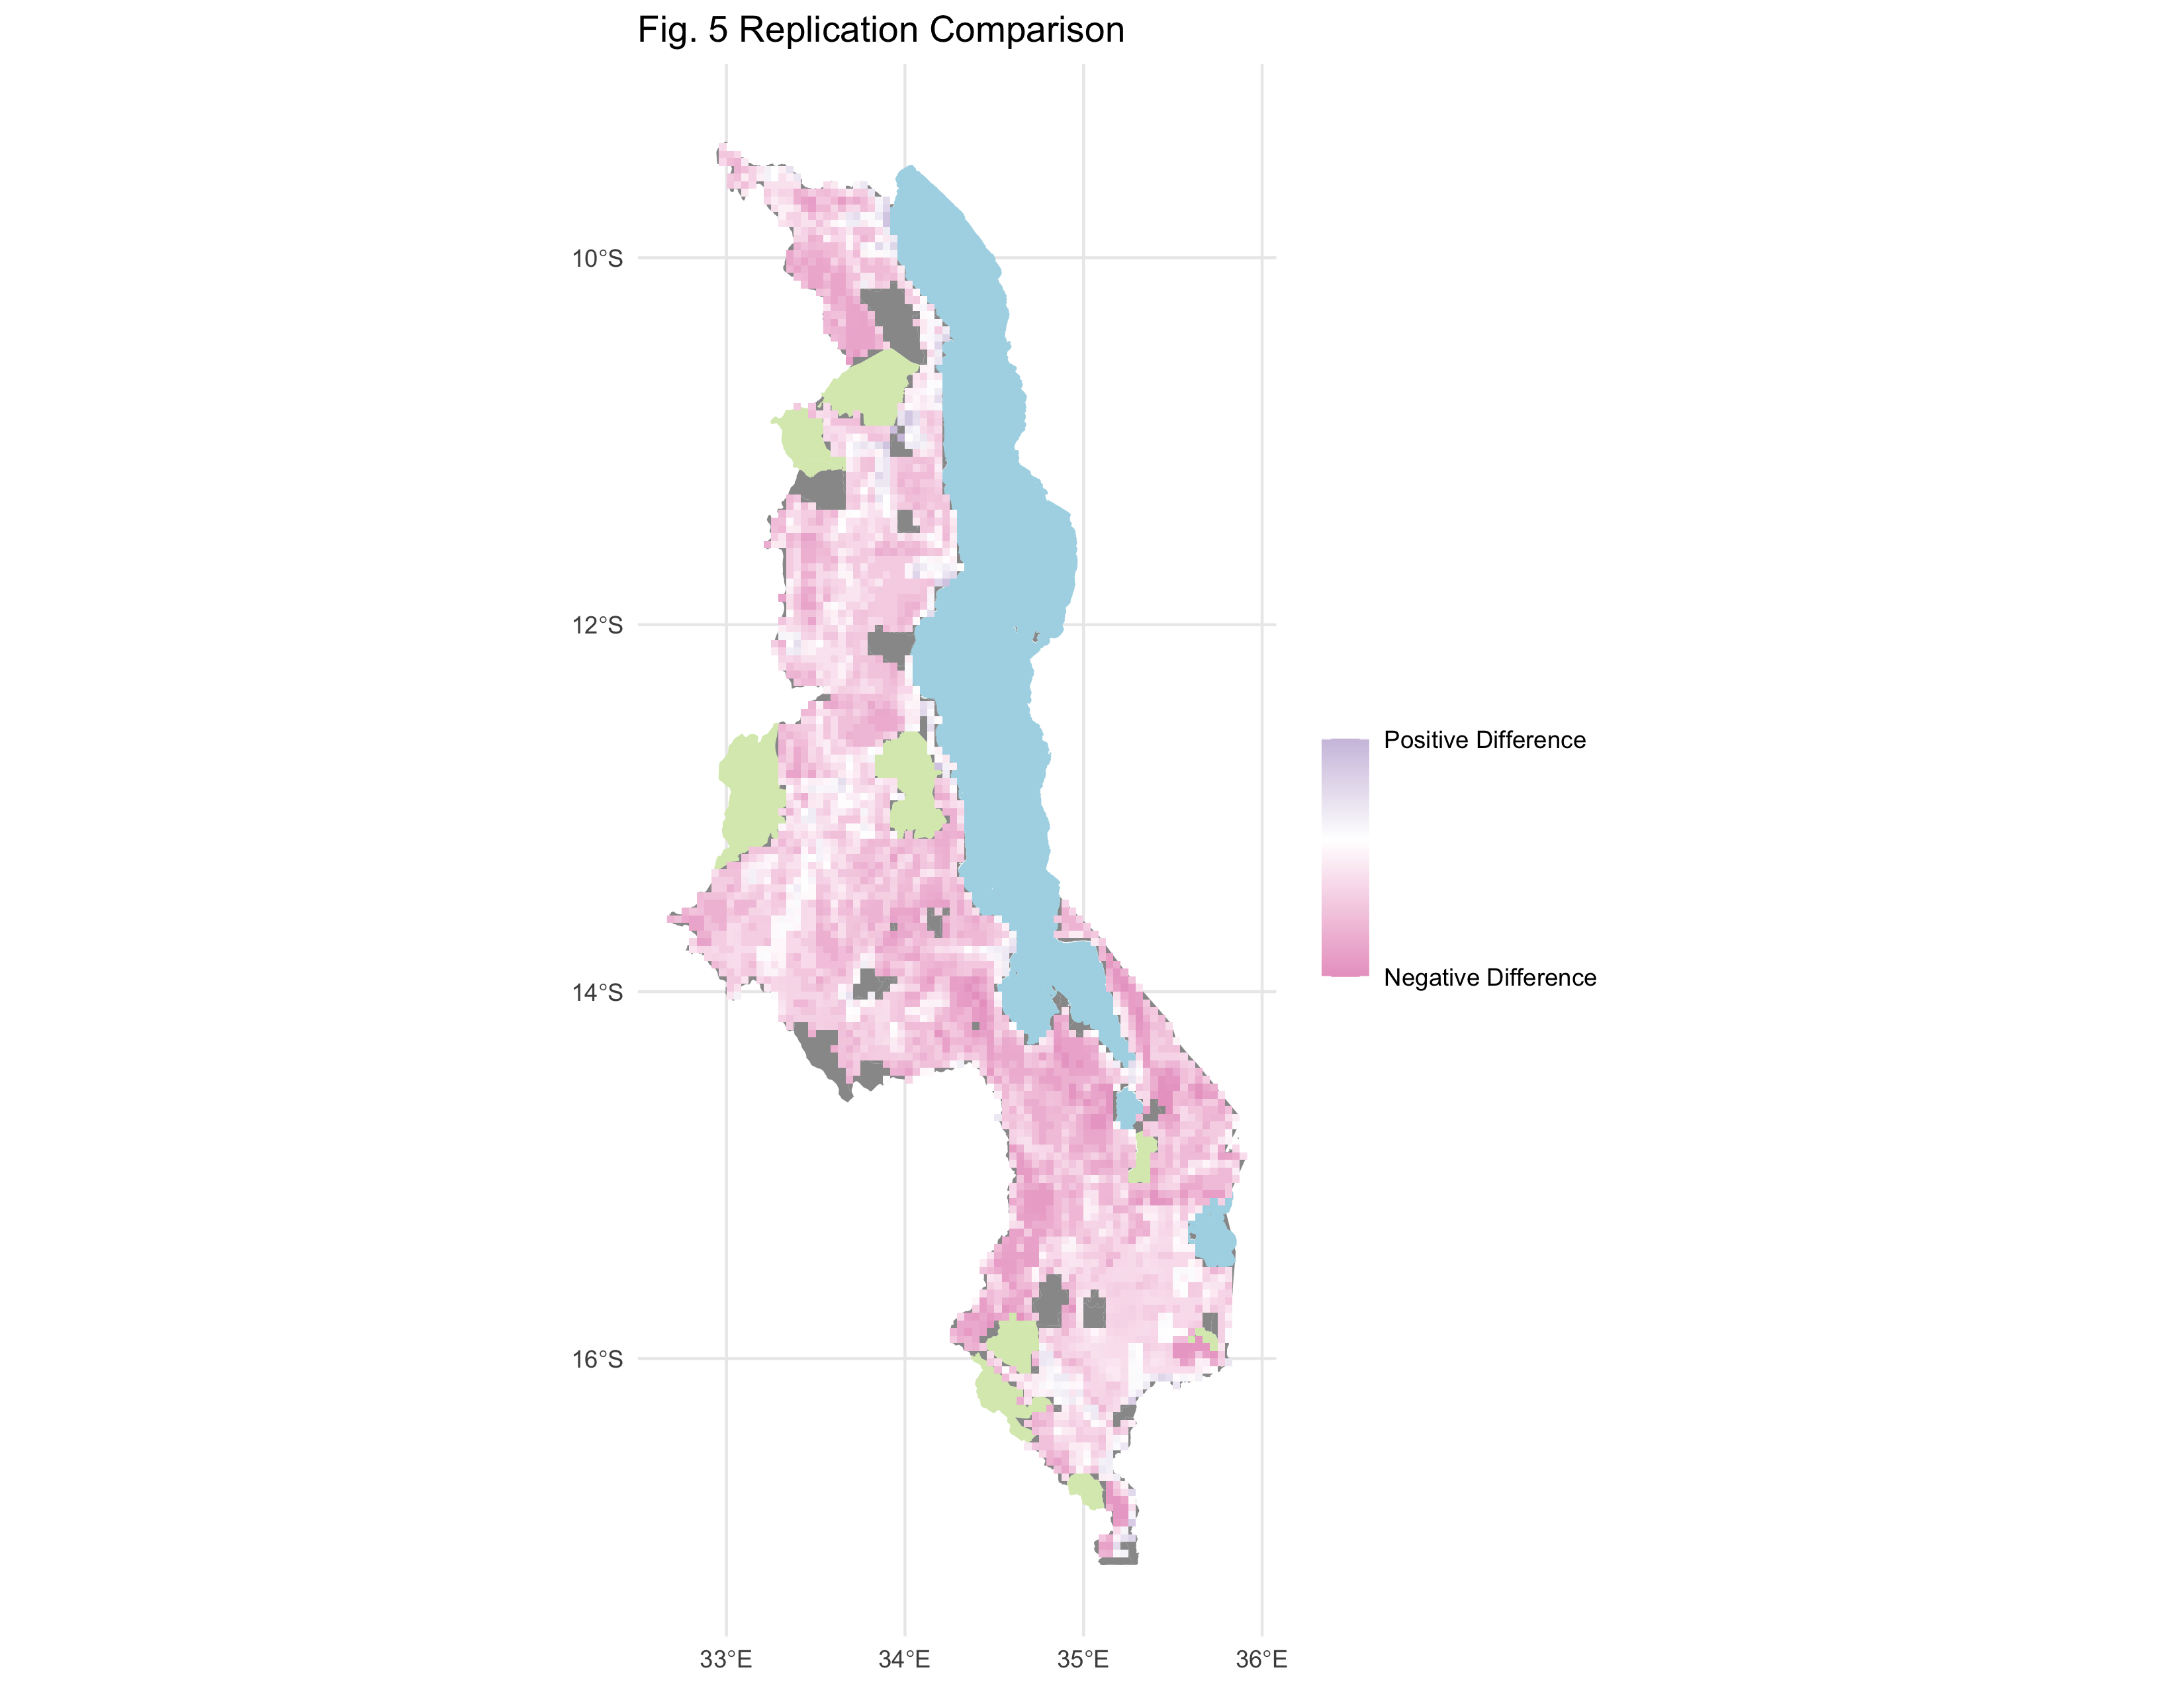 Fig. 5 Replication Comparison
10°S
12°S
14°S
16°S
33°E
34°E
35°E
36°E
Positive Difference
Negative Difference